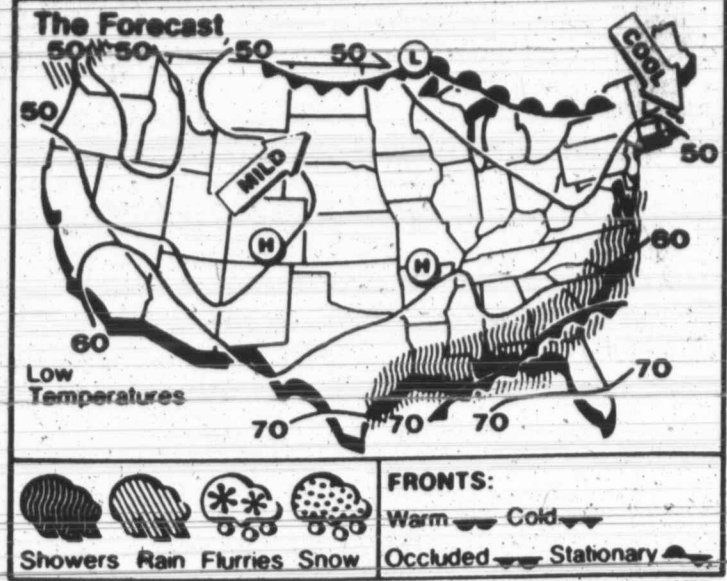 The Forecast
50 50 50 50 L
COOL
50
50
MILD
H
H
60
60
Low
Temperatures
70
70 70 70
FRONTS:
Warm Cold
Showers Rain Flurries Snow
Occluded Stationary